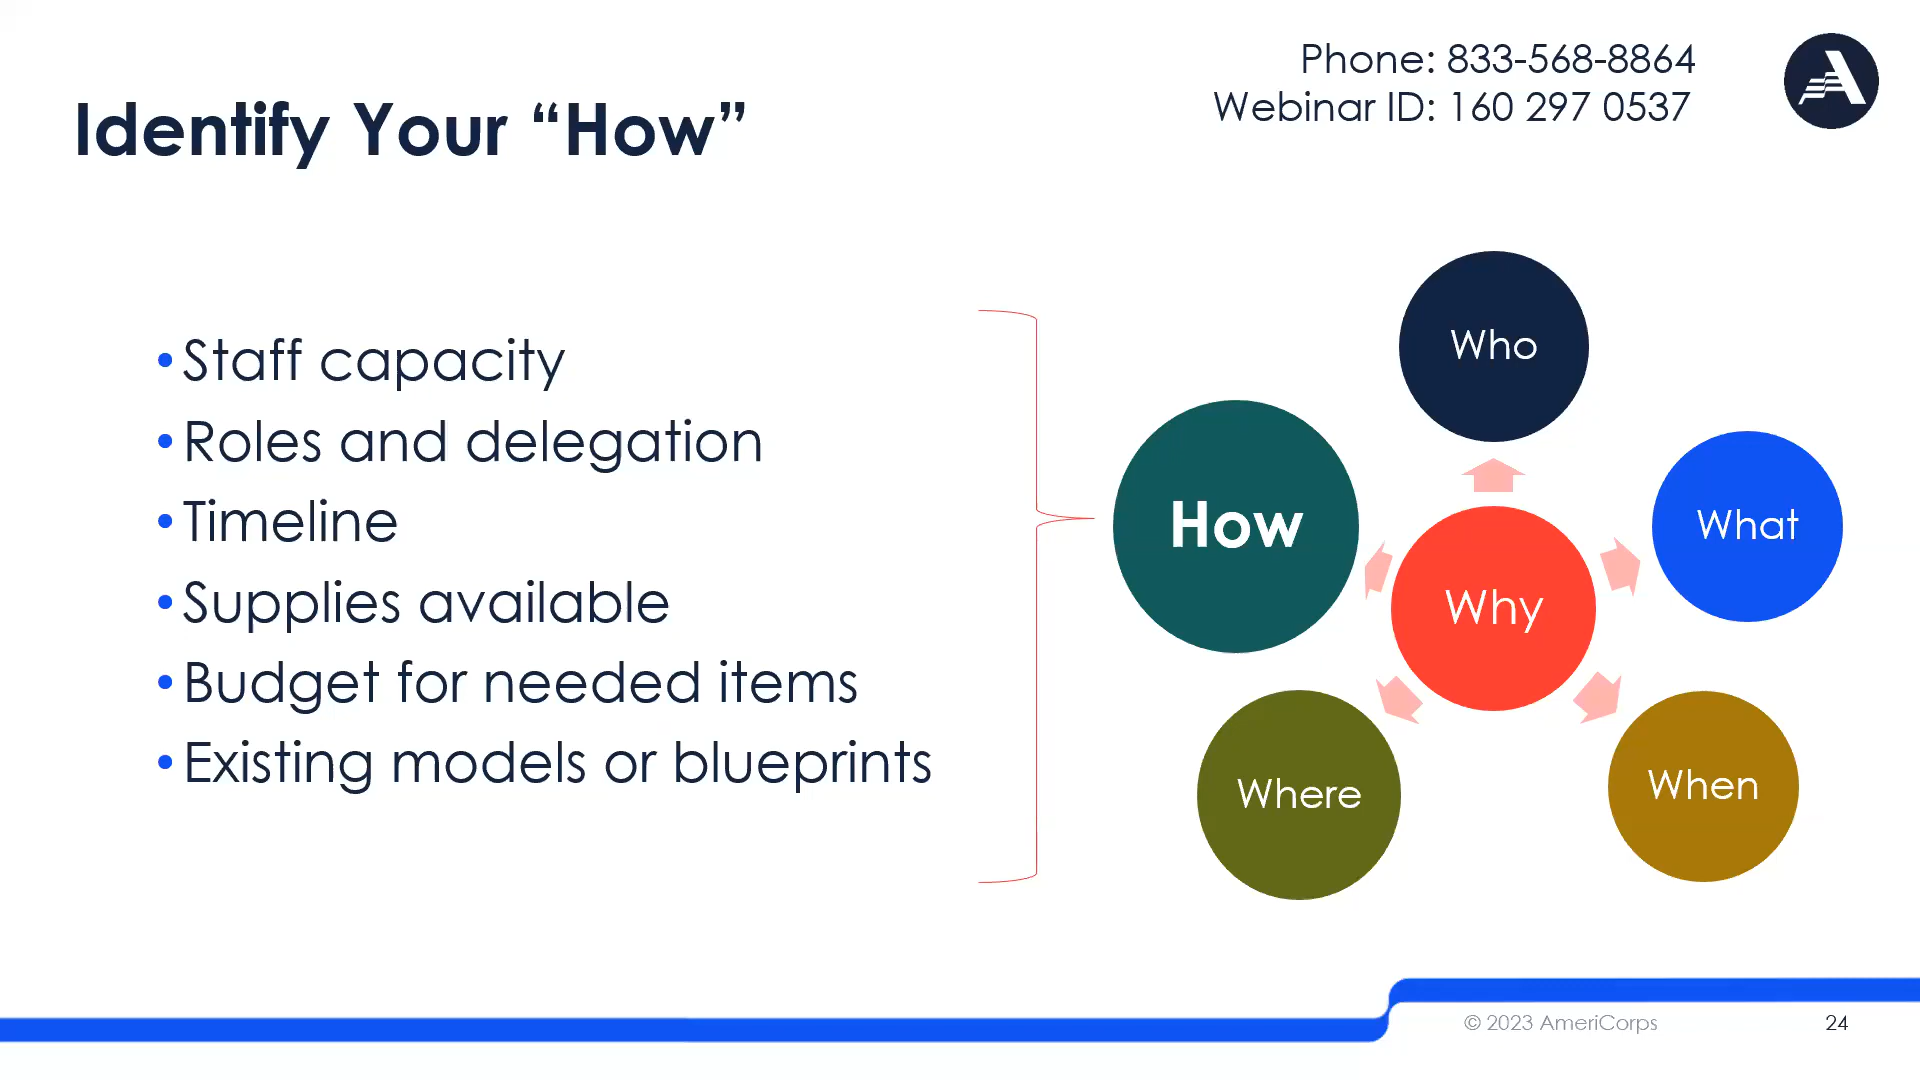 Phone: 833-568-8864
Webinar ID: 160 297 0537
Identify Your “How”
•Staff capacity
•Roles and delegation
•Timeline
•Supplies available
•Budget for needed items
•Existing models or blueprints
Who
How
What
Why
Where
When
© 2023 AmeriCorps
24